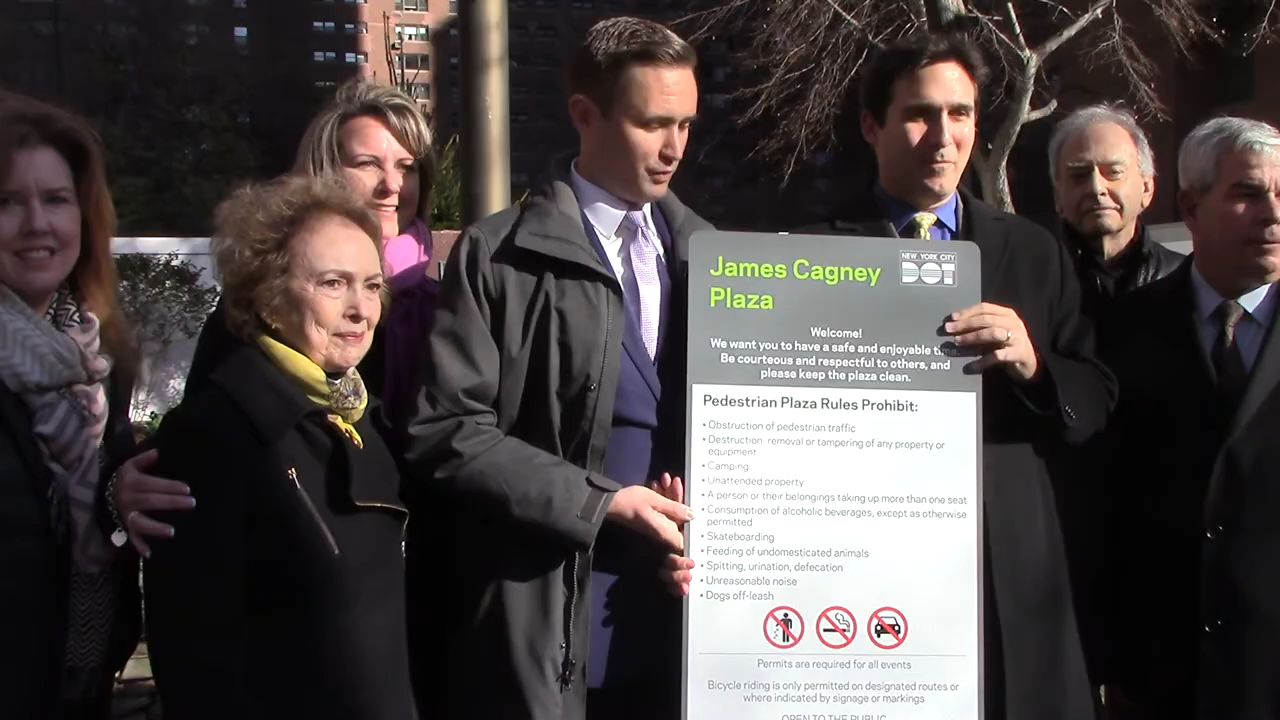 James Cagney
Plaza
NEW YORK CITY
DOT
Welcome!
We want you to have a safe and enjoyable
Be courteous and respectful to others, and
please keep the plaza clean.
Pedestrian Plaza Rules Prohibit:
• Obstruction of pedestrian traffic
• Destruction, removal or tampering of any property or
equipment
• Camping
• Unattended property
• A person or their belongings taking up more than one seat
• Consumption of alcoholic beverages, except as otherwise
permitted
• Skateboarding
• Feeding of undomesticated animals
• Spitting, urination, defecation
• Unreasonable noise
• Dogs off-leash
Permits are required for all events
Bicycle riding is only permitted on designated routes or
where indicated by signage or markings
OPEN TO THE PUBLIC